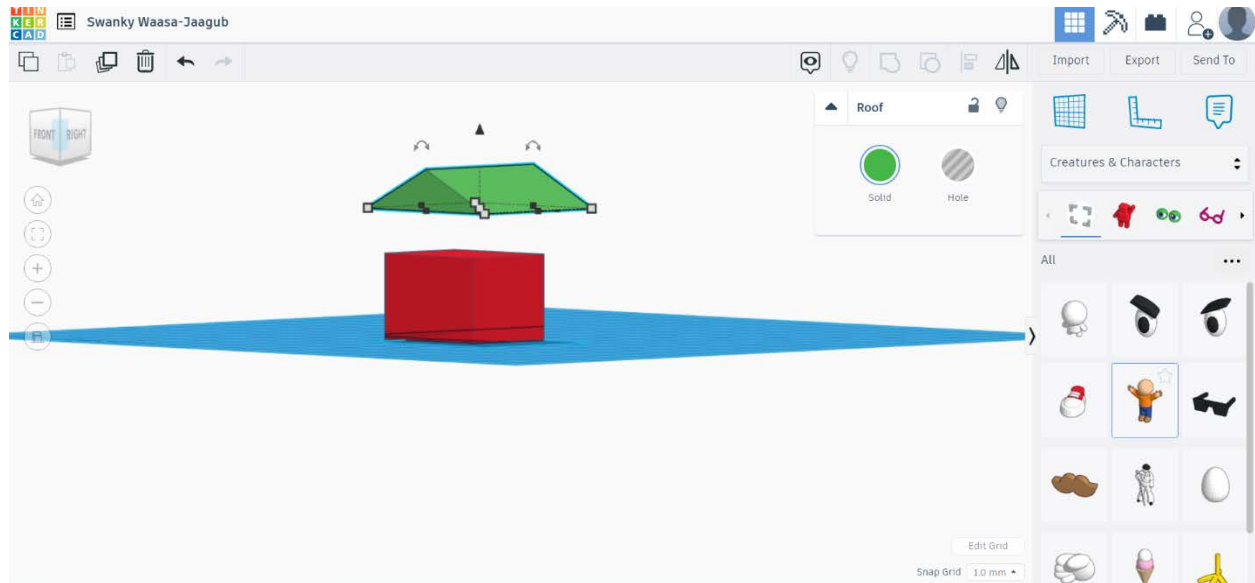 TIN
KER
CAD
Swanky Waasa-Jaagub
Import
Export
Send To
Roof
Solid
Hole
FRONT
RIGHT
Creatures & Characters
All
Edit Grid
Snap Grid
1.0 mm